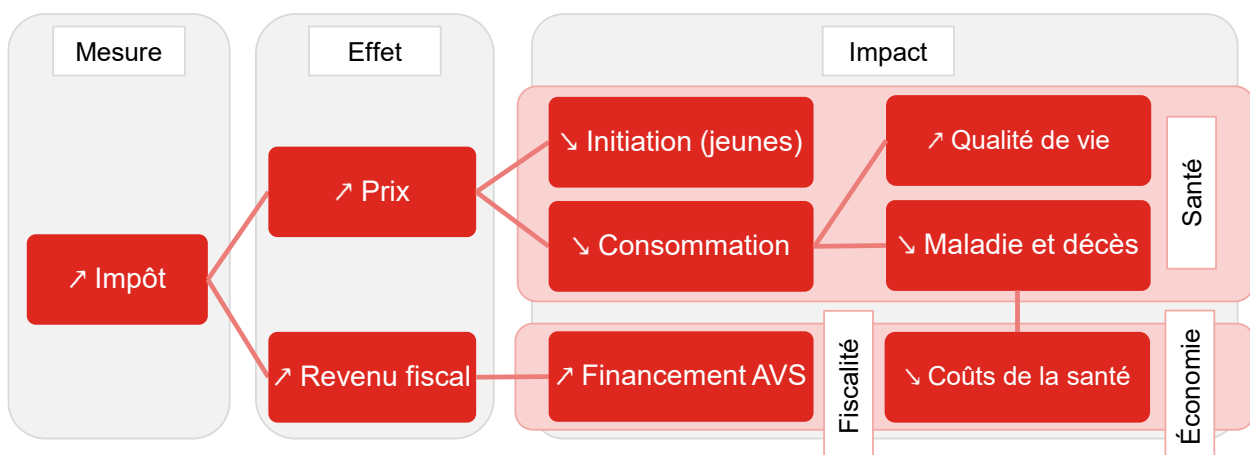 Mesure
Effet
Impact
↗ Impôt
↗ Prix
↗ Revenu fiscal
↘ Initiation (jeunes)
↗ Qualité de vie
↘ Consommation
↘ Maladie et décès
Santé
↗ Financement AVS
Fiscalité
↘ Coûts de la santé
Économie